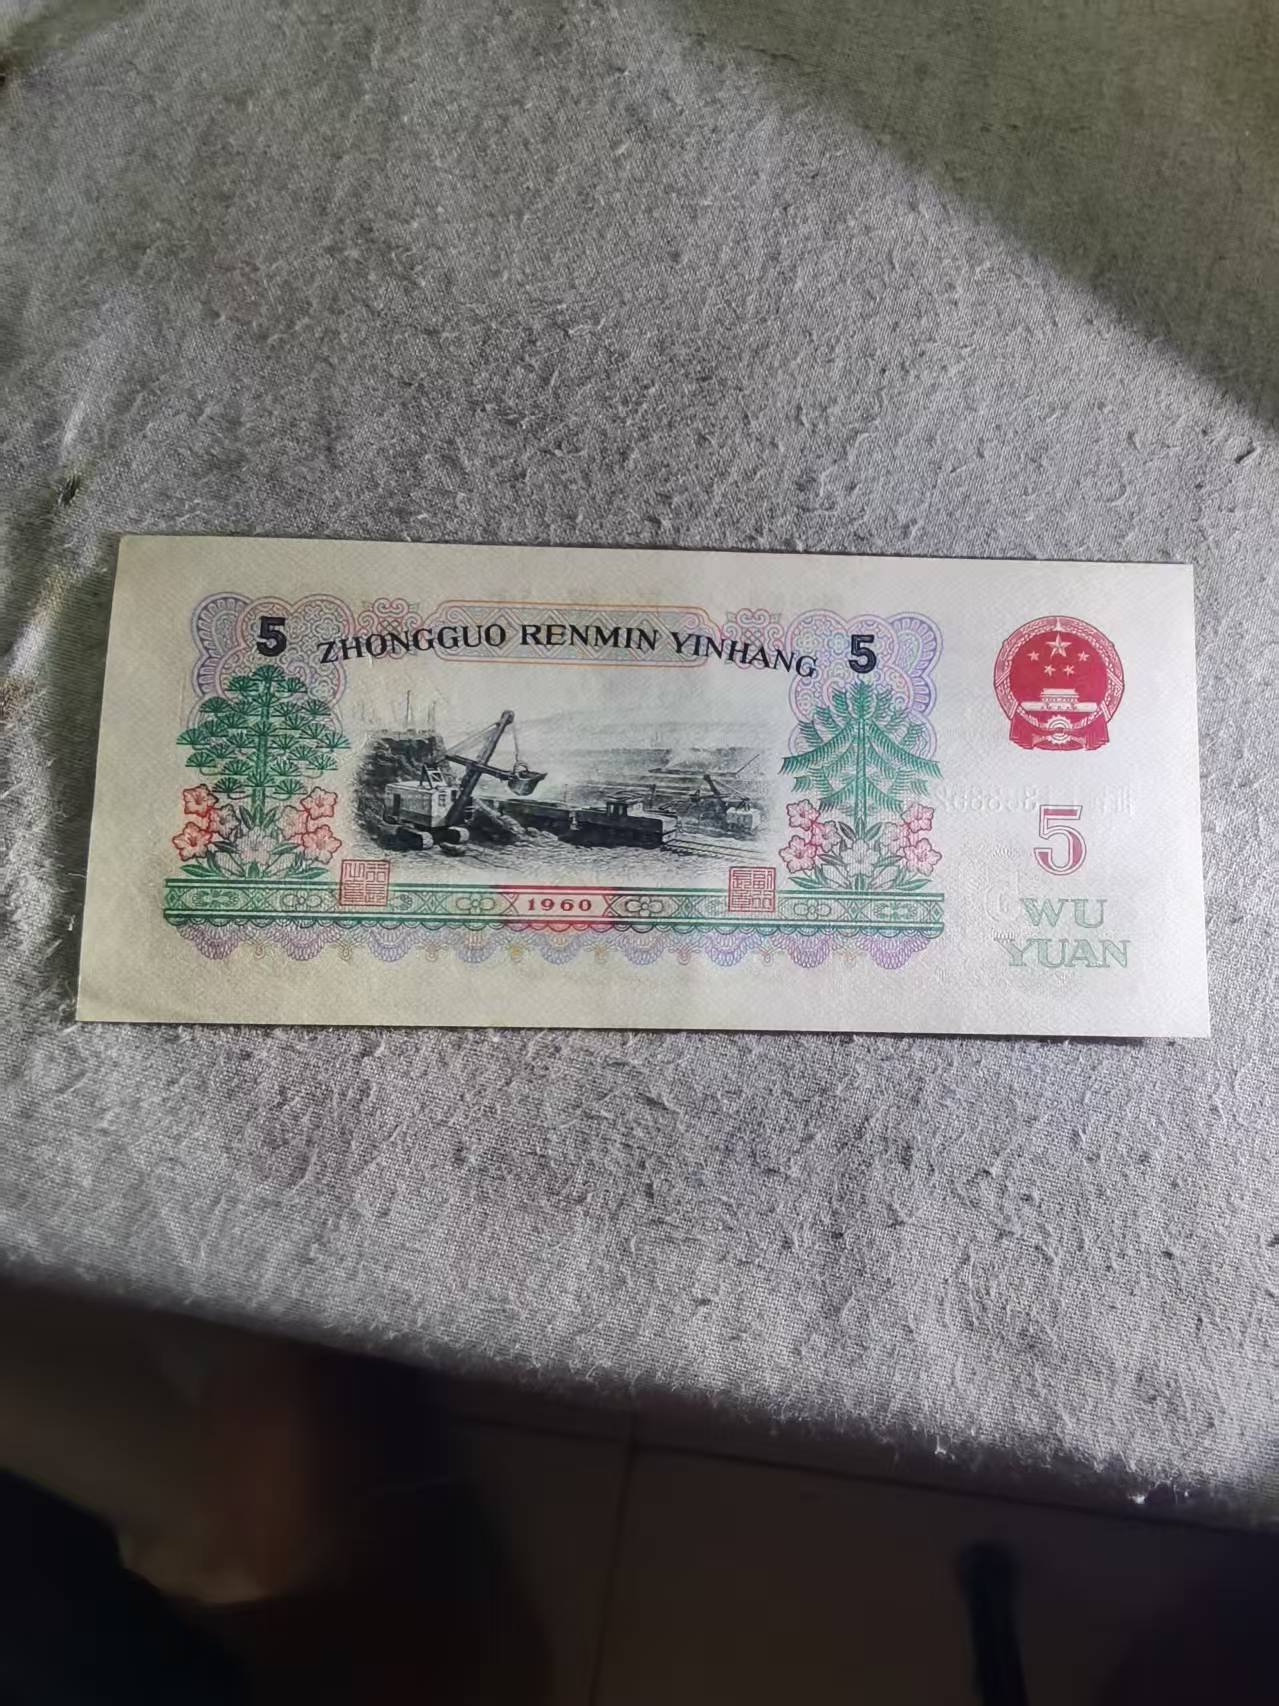 5 ZHONGGUO RENMIN YINHANG 5
5
WU
YUAN
1960